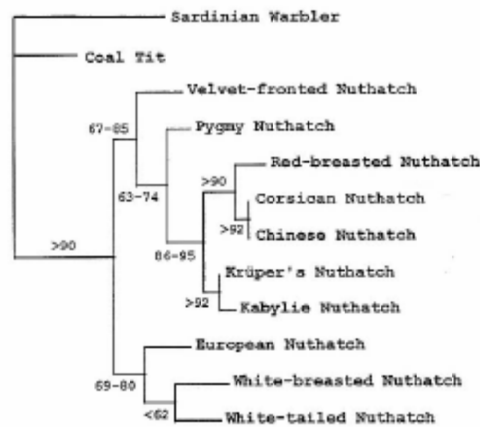 Sardinian Warbler
Coal Tit
Velvet-fronted Nuthatch
67-85
Pygmy Nuthatch
>90
Red-breasted Nuthatch
63-74
Corsican Nuthatch
>92
Chinese Nuthatch
>90
86-95
Krüper's Nuthatch
>92
Kabylie Nuthatch
European Nuthatch
69-80
White-breasted Nuthatch
<62
White-tailed Nuthatch